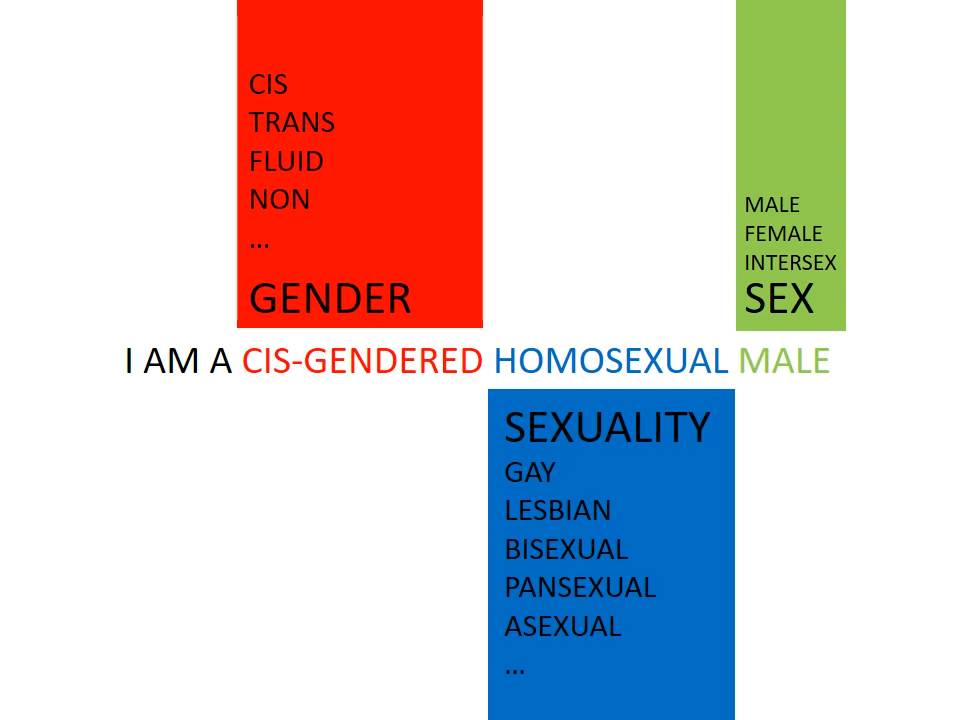 CIS
TRANS
FLUID
NON
...
GENDER
MALE
FEMALE
INTERSEX
SEX
I AM A CIS-GENDERED HOMOSEXUAL MALE
SEXUALITY
GAY
LESBIAN
BISEXUAL
PANSEXUAL
ASEXUAL
...